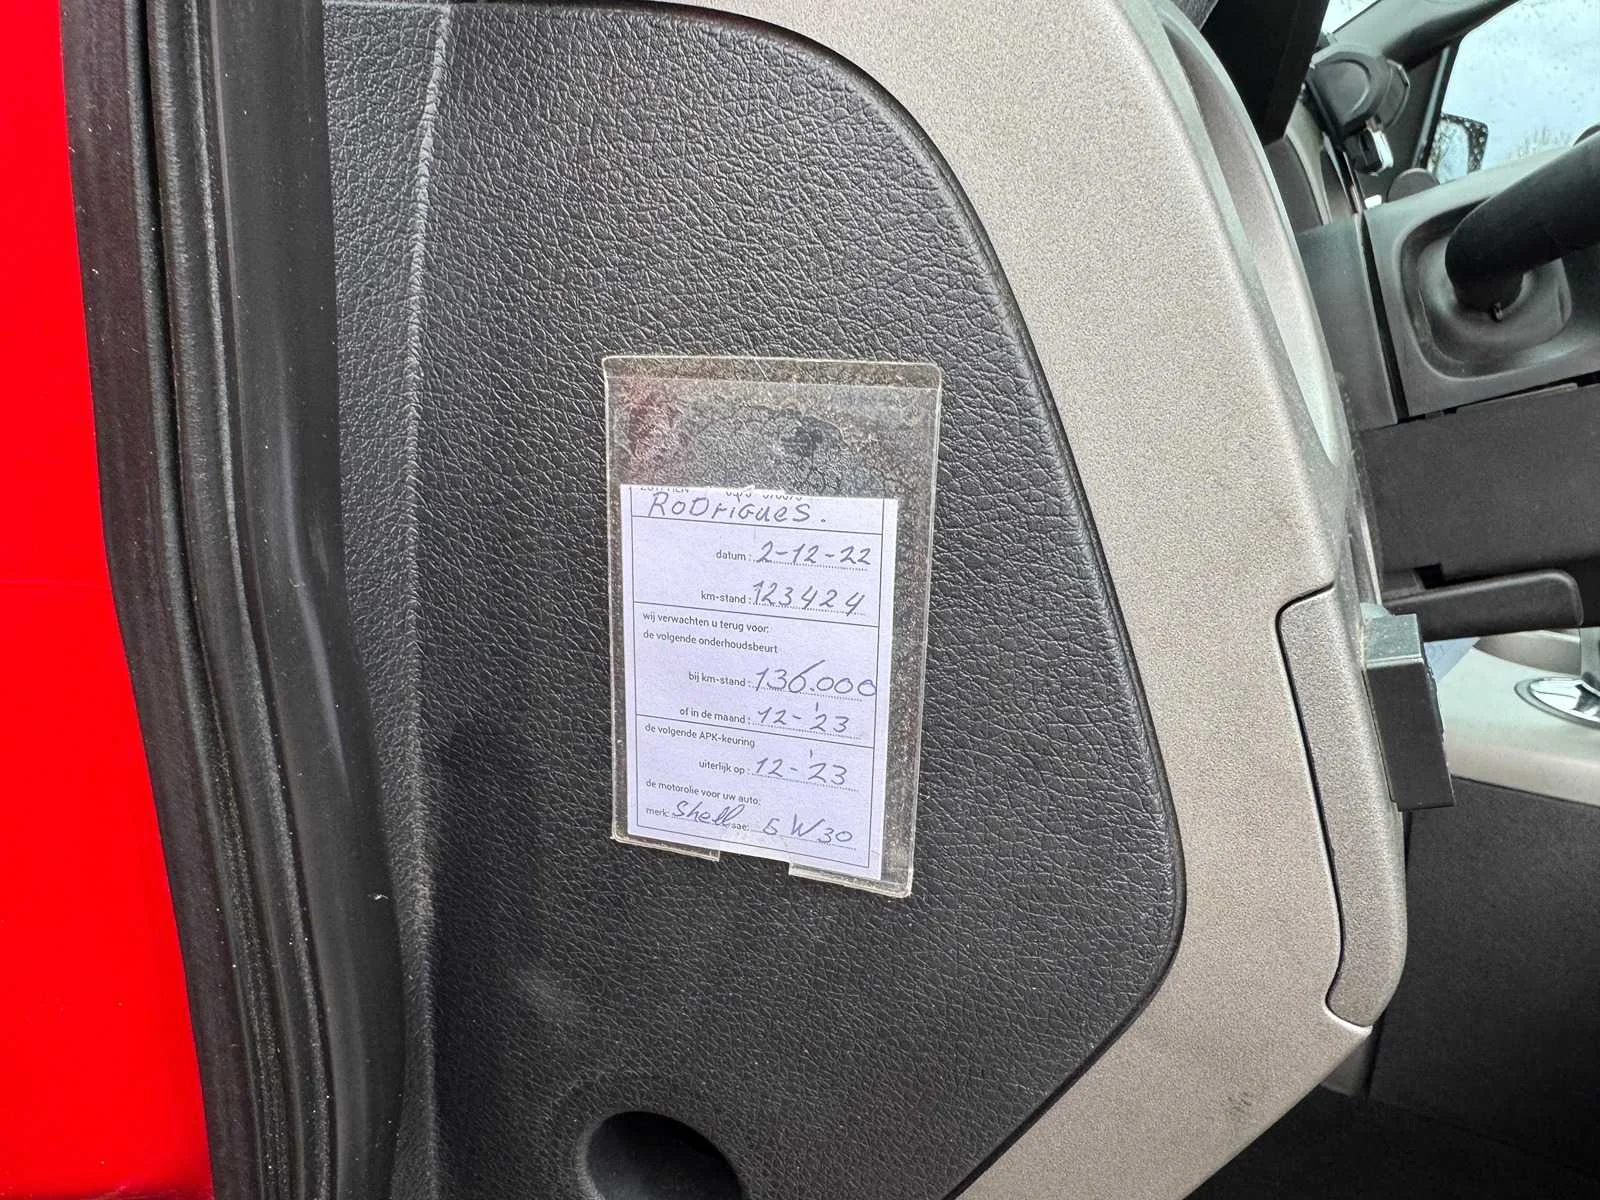 RoDrigueS.
datum : 2-12-22
km-stand : 123424
wij verwachten u terug voor:
de volgende onderhoudsbeurt
bij km-stand : 136.000
of in de maand : 12-'23
de volgende APK-keuring
uiterlijk op : 12-'23
de motorolie voor uw auto:
merk: Shell sae: 5W30